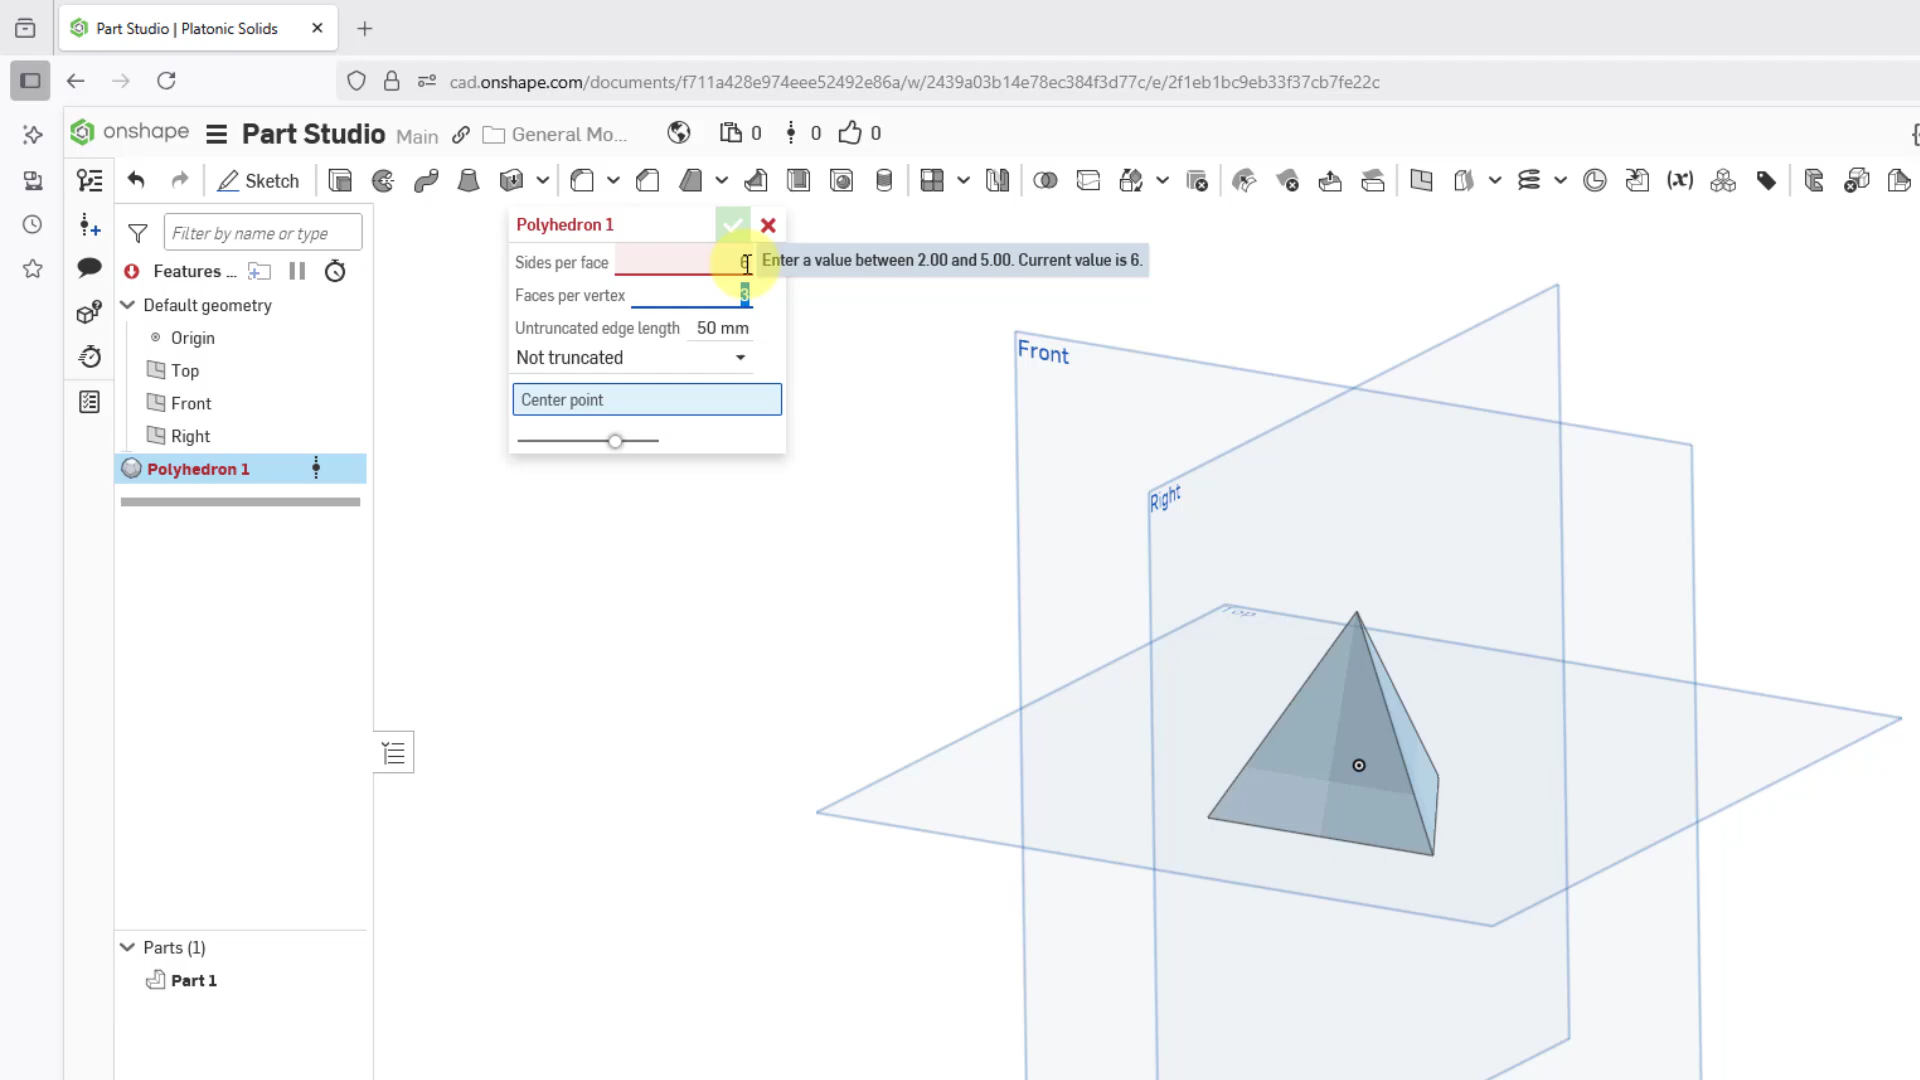 Part Studio | Platonic Solids
cad.onshape.com/documents/f711a428e974eee52492e86a/w/2439a03b14e78ec384f3d77c/e/2f1eb1bc9eb33f37cb7fe22c
onshape Part Studio Main General Mo... 0 0 0
Sketch (x)
Filter by name or type
Features ...
Default geometry
Origin
Top
Front
Right
Polyhedron 1
Parts (1)
Part 1
Polyhedron 1
Sides per face 6
Enter a value between 2.00 and 5.00. Current value is 6.
Faces per vertex 3
Untruncated edge length 50 mm
Not truncated
Center point
Front
Right
Top